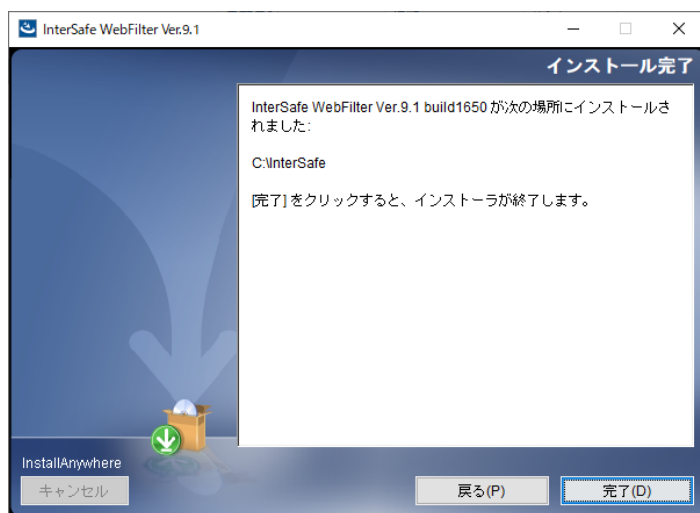 InterSafe WebFilter Ver.9.1
インストール完了
InterSafe WebFilter Ver.9.1 build1650 が次の場所にインストールさ
れました:
C:\InterSafe
[完了] をクリックすると、インストーラが終了します。
InstallAnywhere
キャンセル
戻る(P)
完了(D)